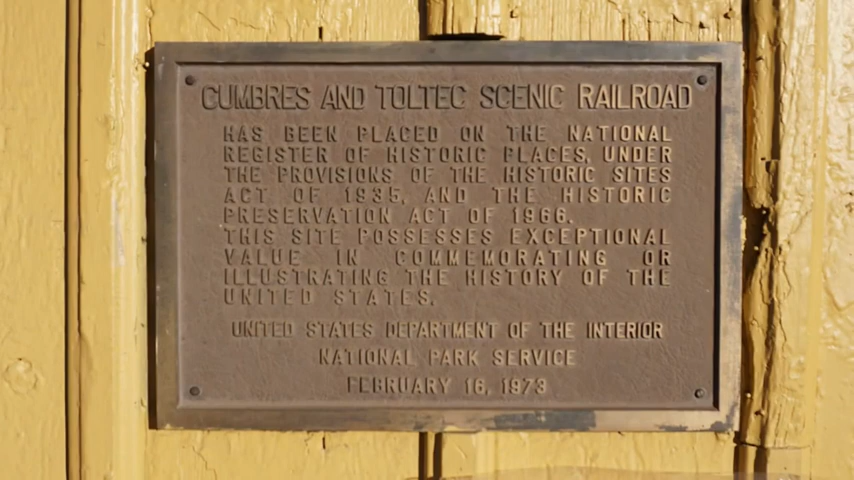 CUMBRES AND TOLTEC SCENIC RAILROAD
HAS BEEN PLACED ON THE NATIONAL
REGISTER OF HISTORIC PLACES, UNDER
THE PROVISIONS OF THE HISTORIC SITES
ACT OF 1935, AND THE HISTORIC
PRESERVATION ACT OF 1966.
THIS SITE POSSESSES EXCEPTIONAL
VALUE IN COMMEMORATING OR
ILLUSTRATING THE HISTORY OF THE
UNITED STATES.
UNITED STATES DEPARTMENT OF THE INTERIOR
NATIONAL PARK SERVICE
FEBRUARY 16, 1973